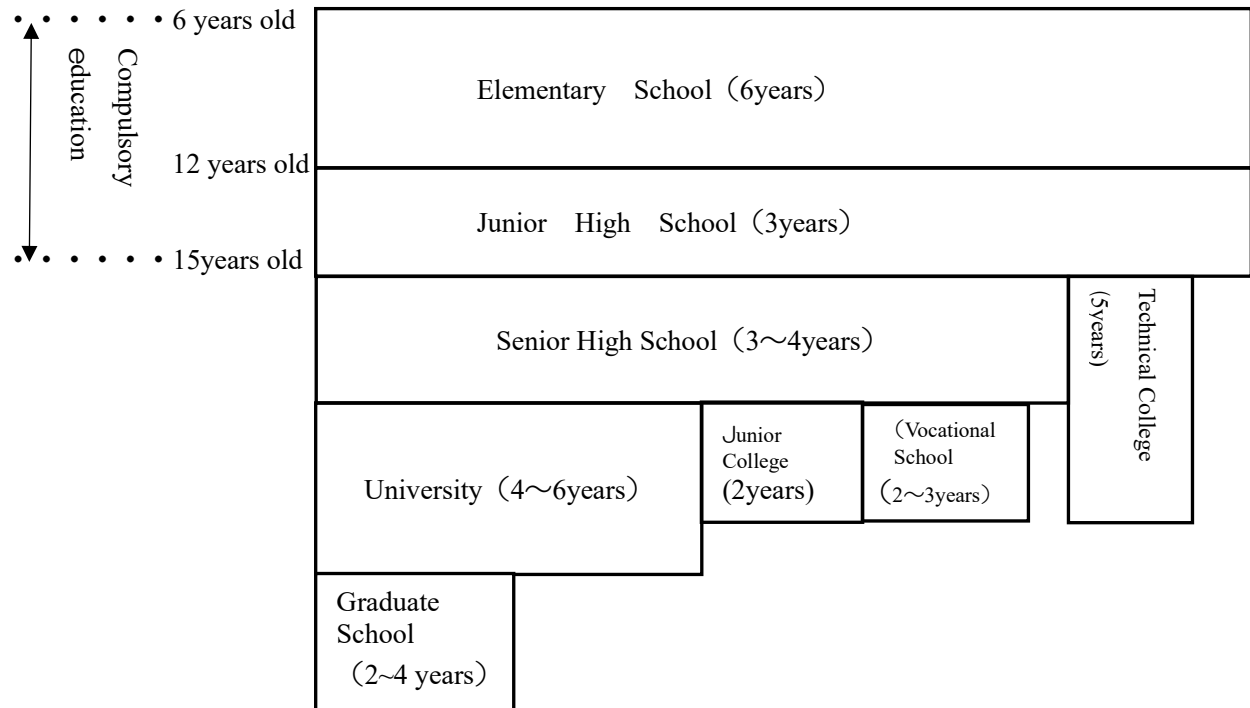 6 years old
Compulsory
education
Elementary School（6years）
12 years old
Junior High School（3years）
15years old
Senior High School（3～4years）
Technical College
(5years)
University（4～6years）
Junior
College
(2years)
（Vocational
School
（2～3years）
Graduate
School
（2~4 years）